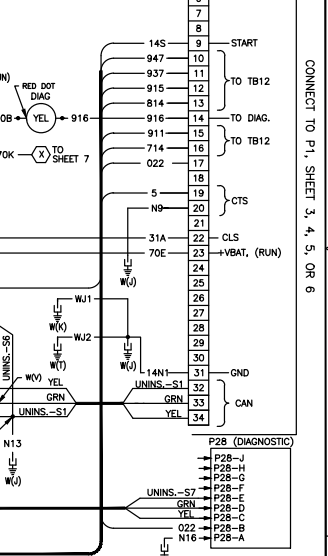 7
8
14S 9 START
947 10
937 11 TO TB12
915 12
814 13
RED DOT
DIAG
YEL 916 916 14 TO DIAG.
911 15 TO TB12
714 16
70K X TO
SHEET 7
022 17
18
5 19 CTS
N9 20
21
31A 22 CLS
70E 23 +VBAT, (RUN)
24
W(J)
25
WJ1 26
W(K)
27
28
WJ2 29
30
W(T) W(J)
14N1 31 GND
UNINS.-S6
W(V)
YEL UNINS.-S1 32
GRN GRN 33 CAN
UNINS.-S1 YEL 34
N13
W(J)
CONNECT TO P1, SHEET 3, 4, 5, OR 6
P28 (DIAGNOSTIC)
P28-J
P28-H
P28-G
P28-F
UNINS.-S7 P28-E
GRN P28-D
YEL P28-C
022 P28-B
N16 P28-A